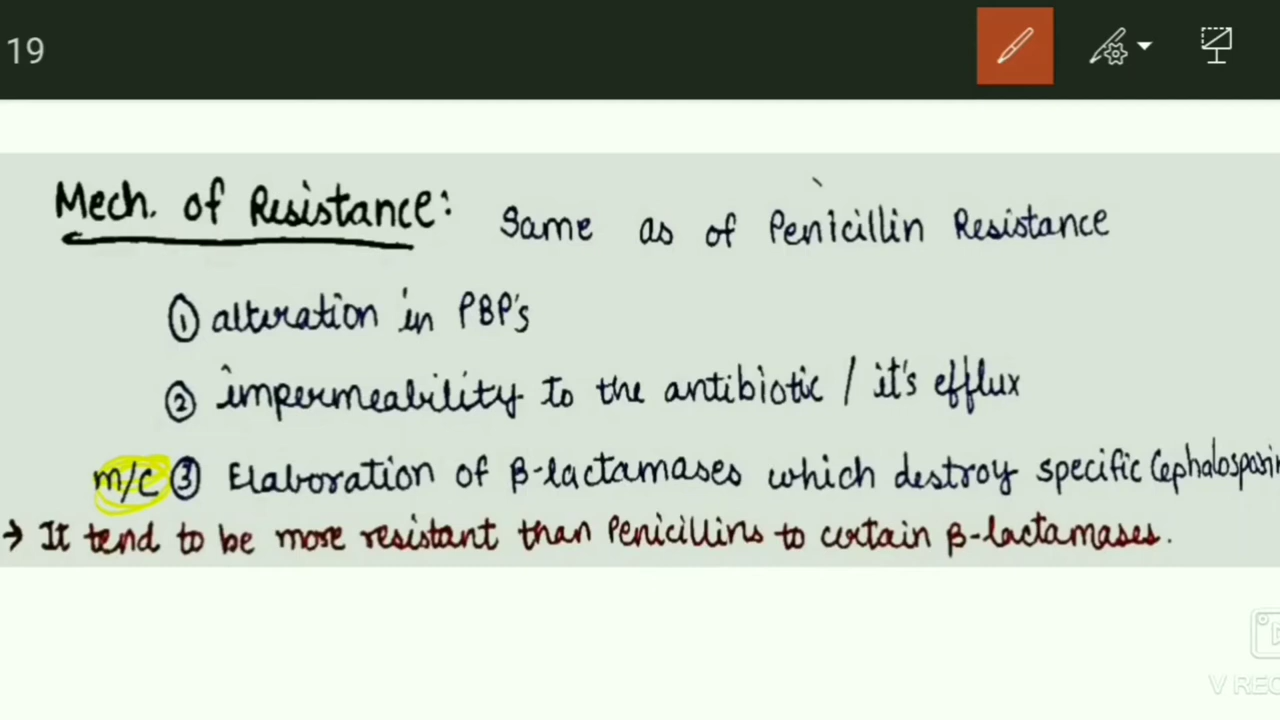 19
Mech. of Resistance: Same as of Penicillin Resistance
① alteration in PBP's
② impermeability to the antibiotic / it's efflux
m/c ③ Elaboration of β-lactamases which destroy specific Cephalosporin
→ It tend to be more resistant than Penicillins to certain β-lactamases.
V REC